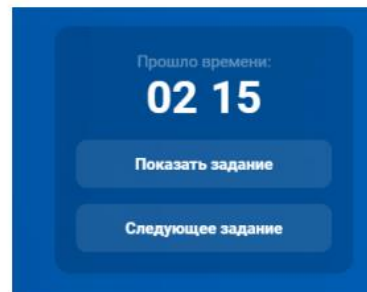 Прошло времени:
02 15
Показать задание
Следующее задание